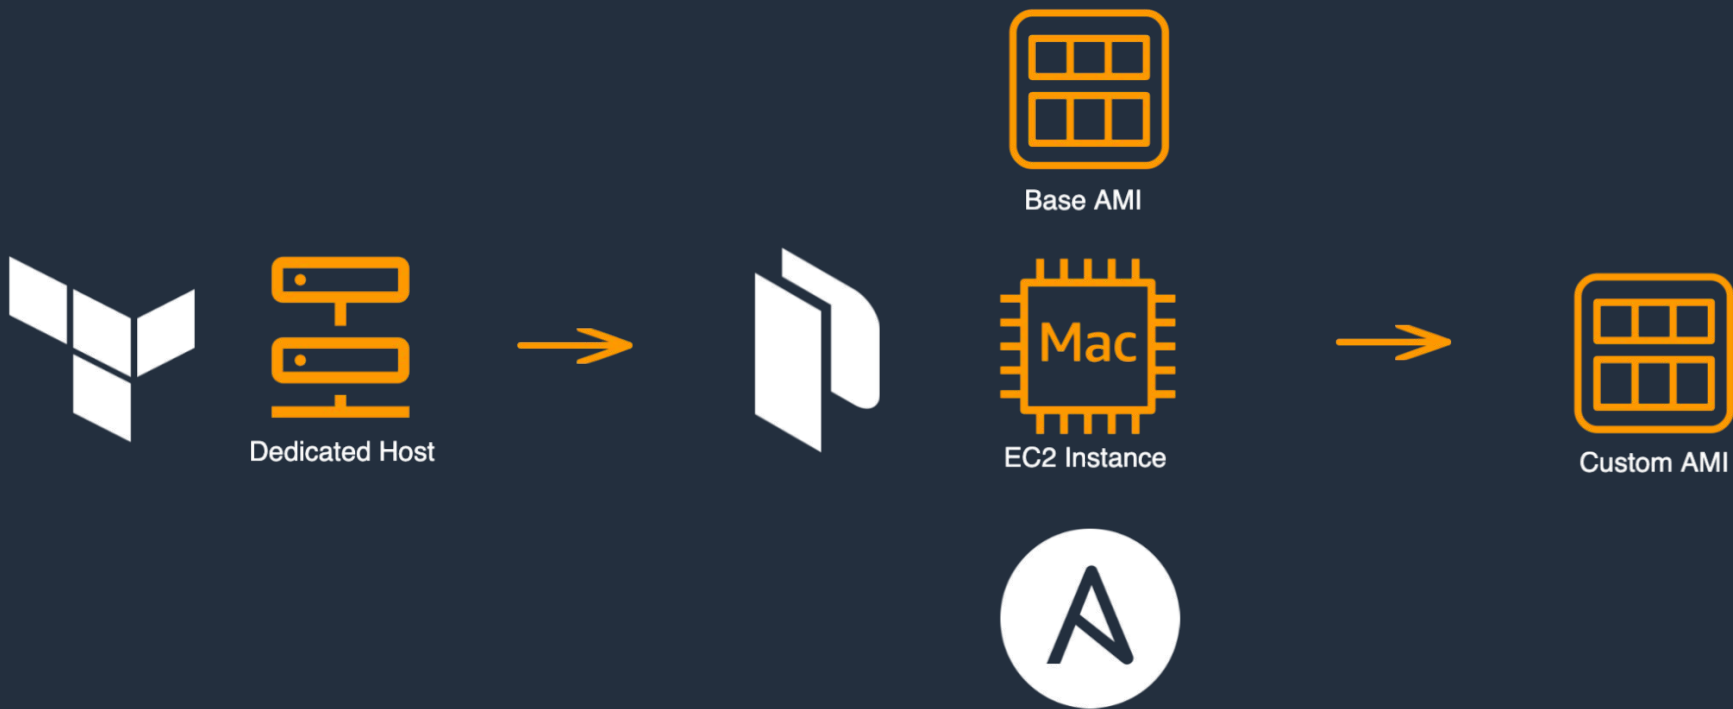 Base AMI
Dedicated Host
Mac
EC2 Instance
Custom AMI